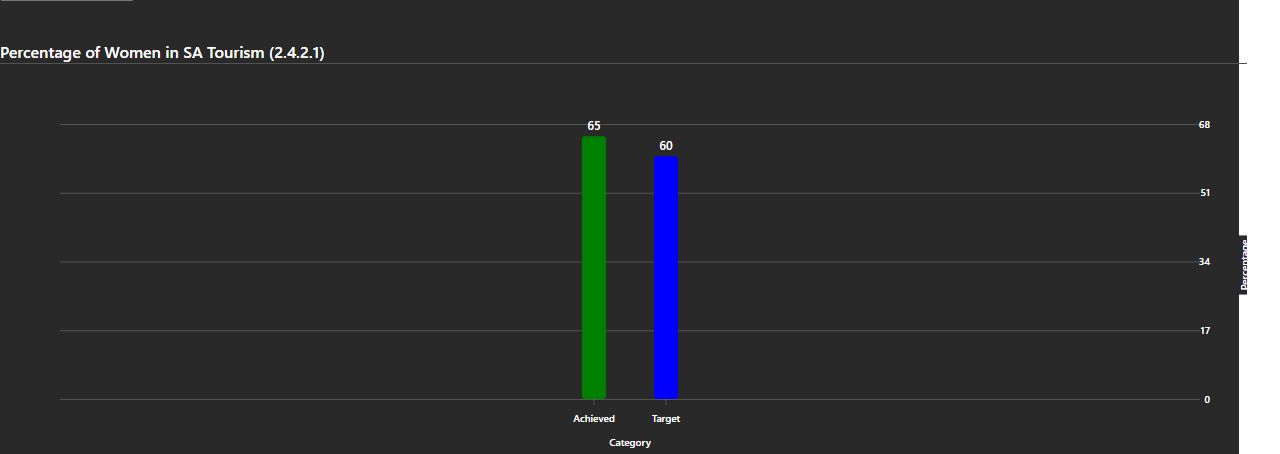 Percentage of Women in SA Tourism (2.4.2.1)
65
60
68
51
34
17
0
Percentage
Achieved
Target
Category